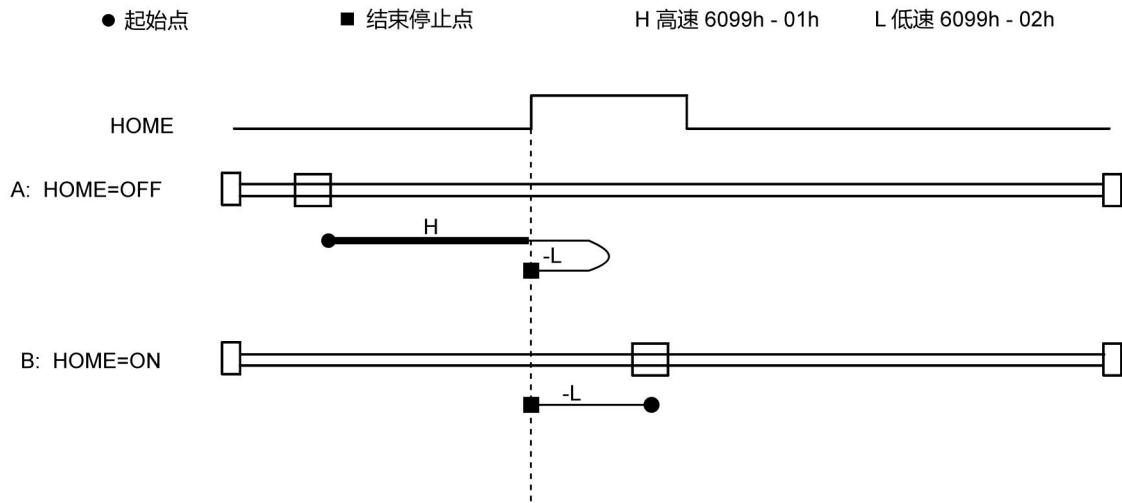 ● 起始点 ■ 结束停止点 H 高速 6099h - 01h L 低速 6099h - 02h
HOME
A: HOME=OFF
H
-L
B: HOME=ON
-L